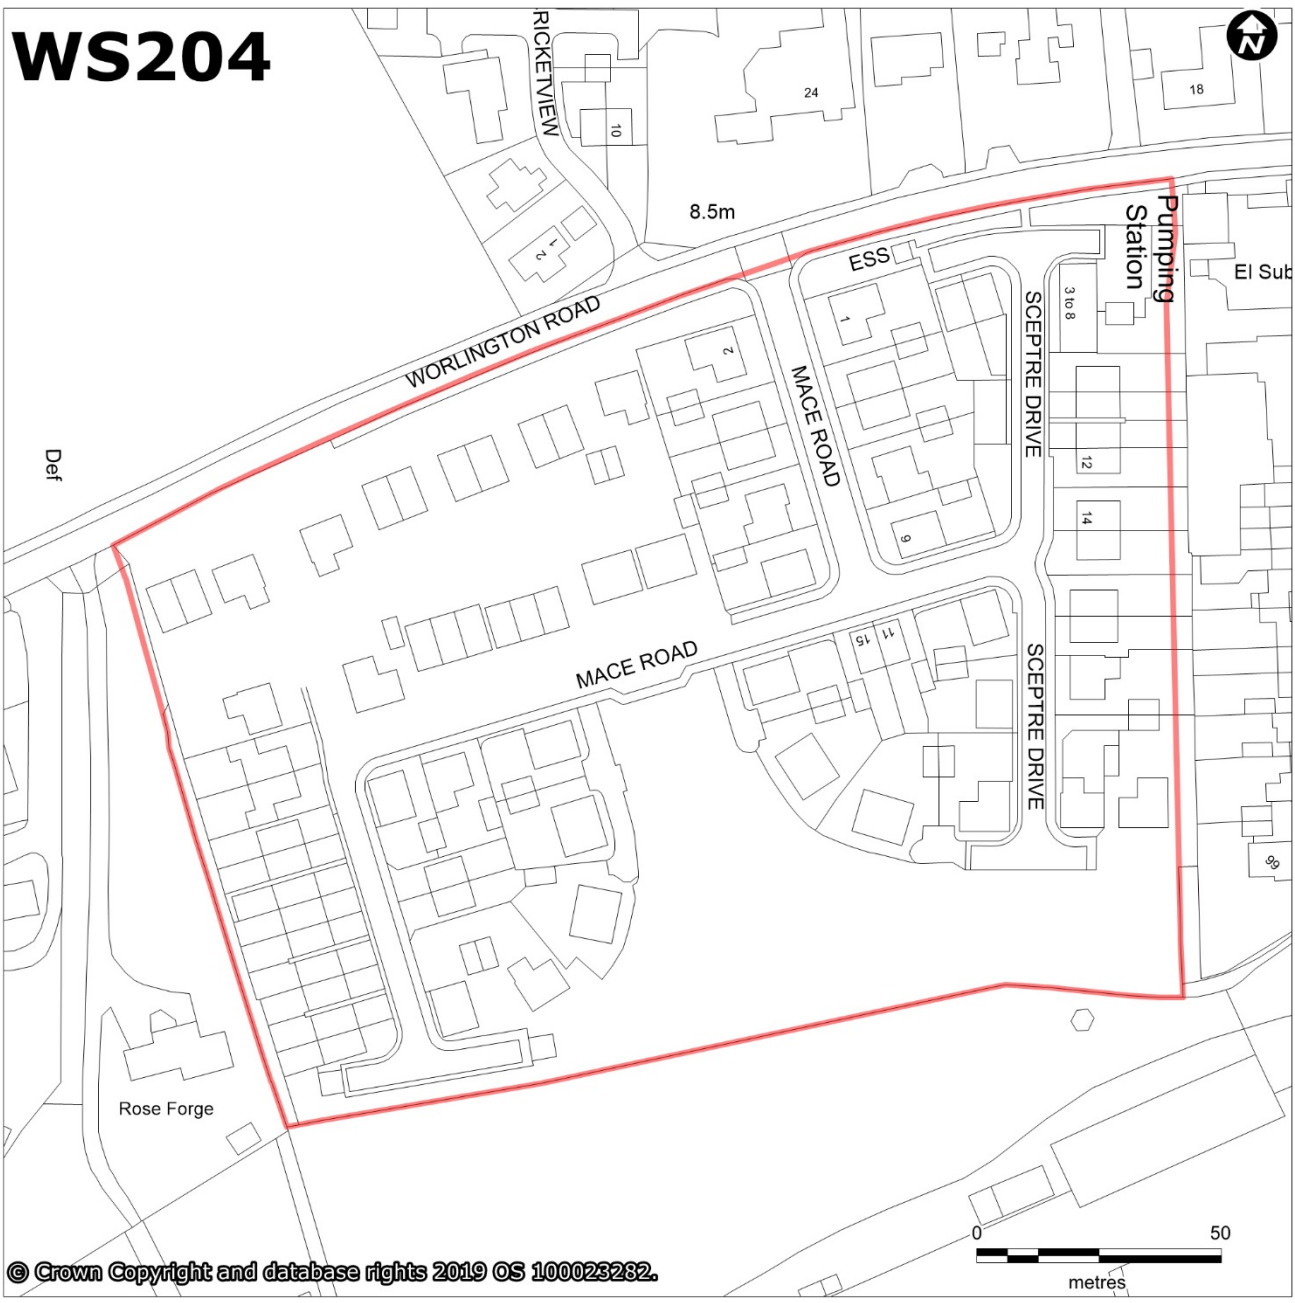 WS204
N
RICKETVIEW
10
24
18
1
2
8.5m
WORLINGTON ROAD
ESS
Pumping
Station
El Sub
3 to 8
SCEPTRE DRIVE
1
2
MACE ROAD
Def
12
14
9
11
15
MACE ROAD
SCEPTRE DRIVE
99
Rose Forge
0 50
metres
© Crown Copyright and database rights 2019 OS 100023282.